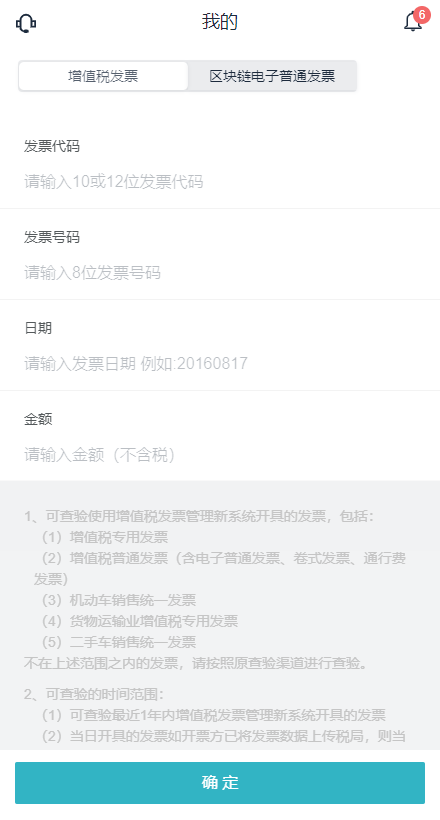 我的
6
增值税发票
区块链电子普通发票
发票代码
请输入10或12位发票代码
发票号码
请输入8位发票号码
日期
请输入发票日期 例如:20160817
金额
请输入金额（不含税）
1、可查验使用增值税发票管理新系统开具的发票，包括：
（1）增值税专用发票
（2）增值税普通发票（含电子普通发票、卷式发票、通行费
发票）
（3）机动车销售统一发票
（4）货物运输业增值税专用发票
（5）二手车销售统一发票
不在上述范围之内的发票，请按照原查验渠道进行查验。
2、可查验的时间范围：
（1）可查验最近1年内增值税发票管理新系统开具的发票
（2）当日开具的发票如开票方已将发票数据上传税局，则当
确 定